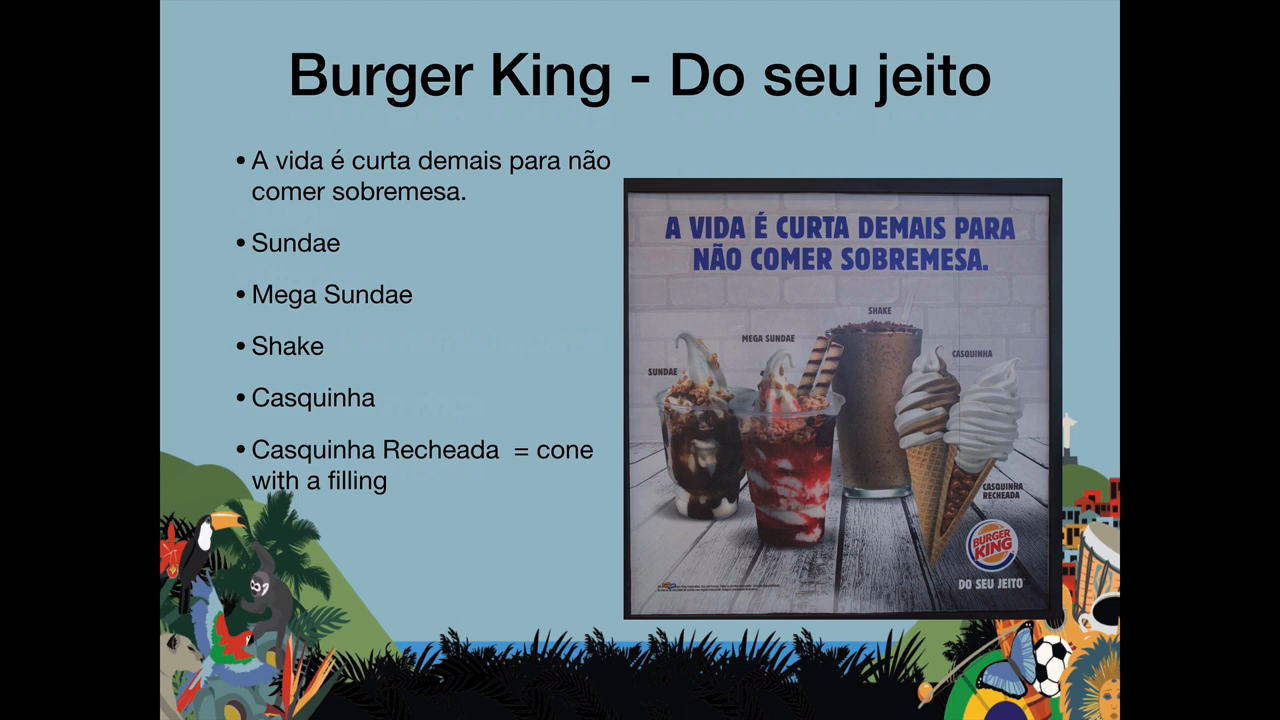 Burger King - Do seu jeito
• A vida é curta demais para não
comer sobremesa.
• Sundae
• Mega Sundae
• Shake
• Casquinha
• Casquinha Recheada = cone
with a filling
A VIDA É CURTA DEMAIS PARA
NÃO COMER SOBREMESA.
SHAKE
MEGA SUNDAE
CASQUINHA
SUNDAE
CASQUINHA
RECHEADA
BURGER
KING
DO SEU JEITO